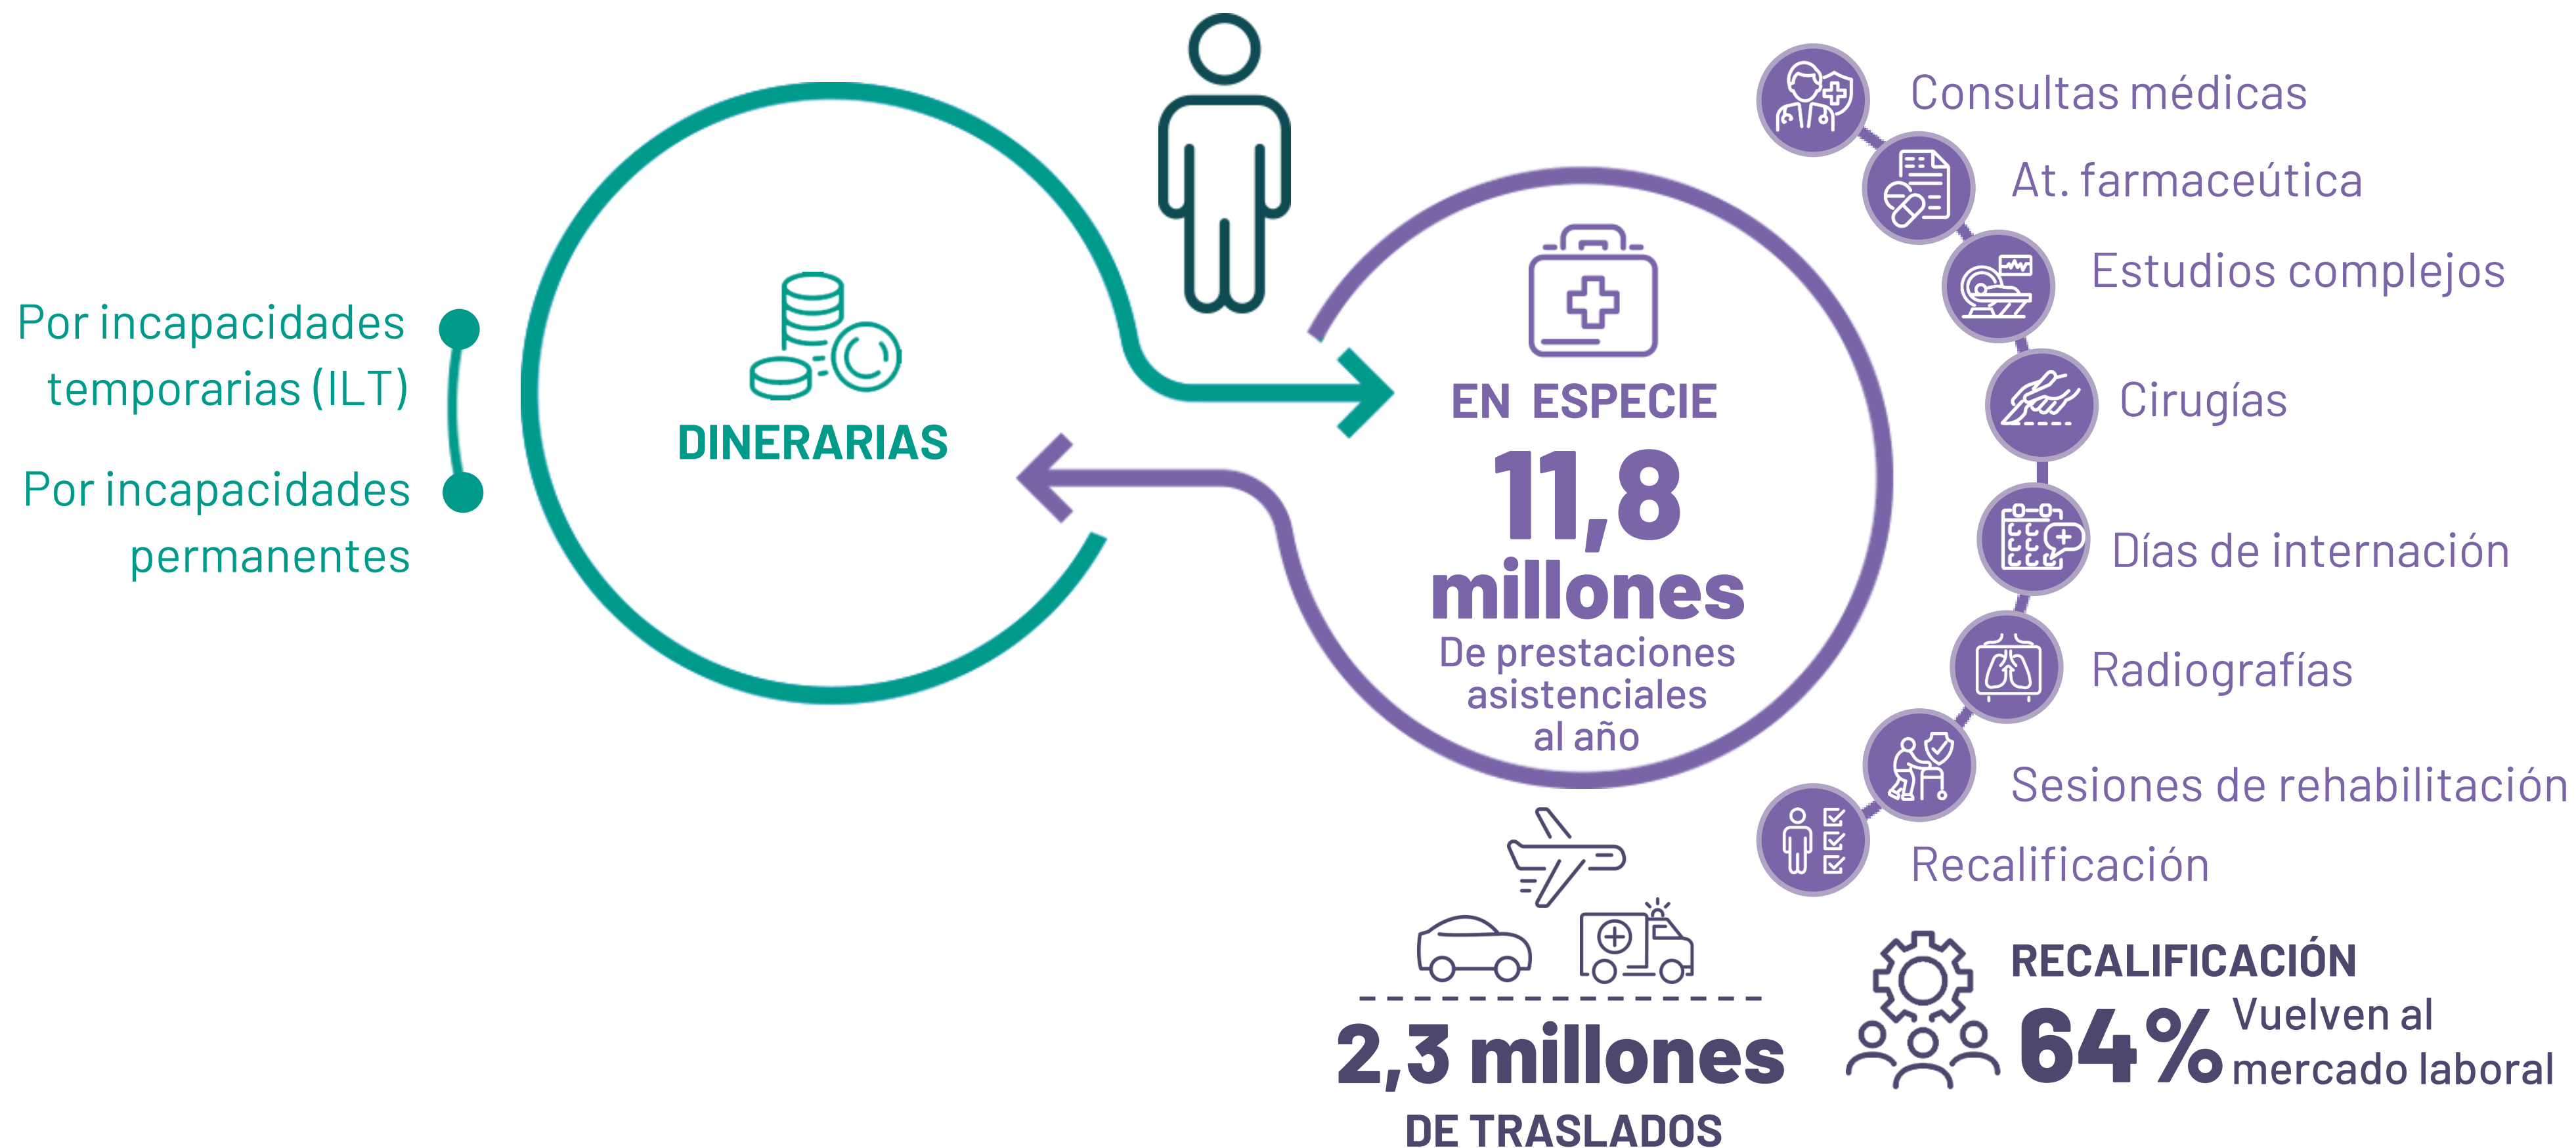 Por incapacidades
temporarias (ILT)
Por incapacidades
permanentes
DINERARIAS
EN ESPECIE
11,8
millones
De prestaciones
asistenciales
al año
Consultas médicas
At. farmaceútica
Estudios complejos
Cirugías
Días de internación
Radiografías
Sesiones de rehabilitación
Recalificación
2,3 millones
DE TRASLADOS
RECALIFICACIÓN
64% Vuelven al
mercado laboral